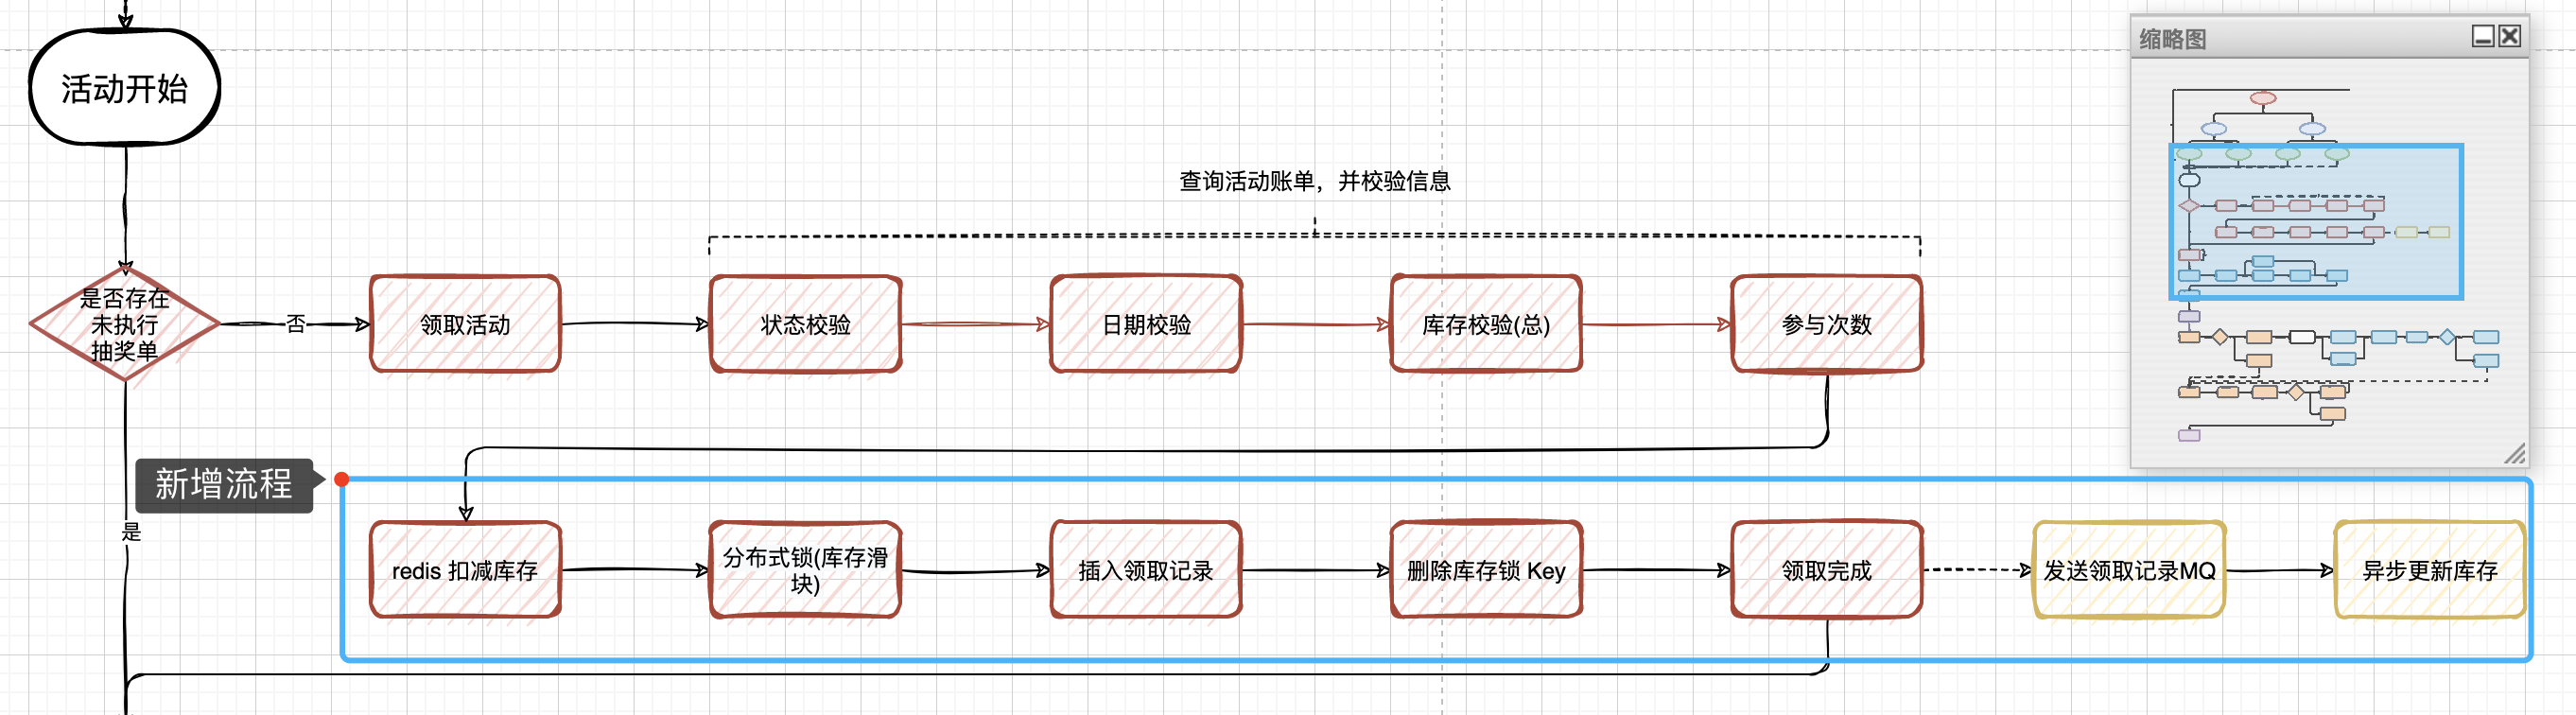 活动开始
缩略图
查询活动账单，并校验信息
是否存在
未执行
抽奖单
否
领取活动
状态校验
日期校验
库存校验(总)
参与次数
新增流程
是
redis 扣减库存
分布式锁(库存滑
块)
插入领取记录
删除库存锁 Key
领取完成
发送领取记录MQ
异步更新库存